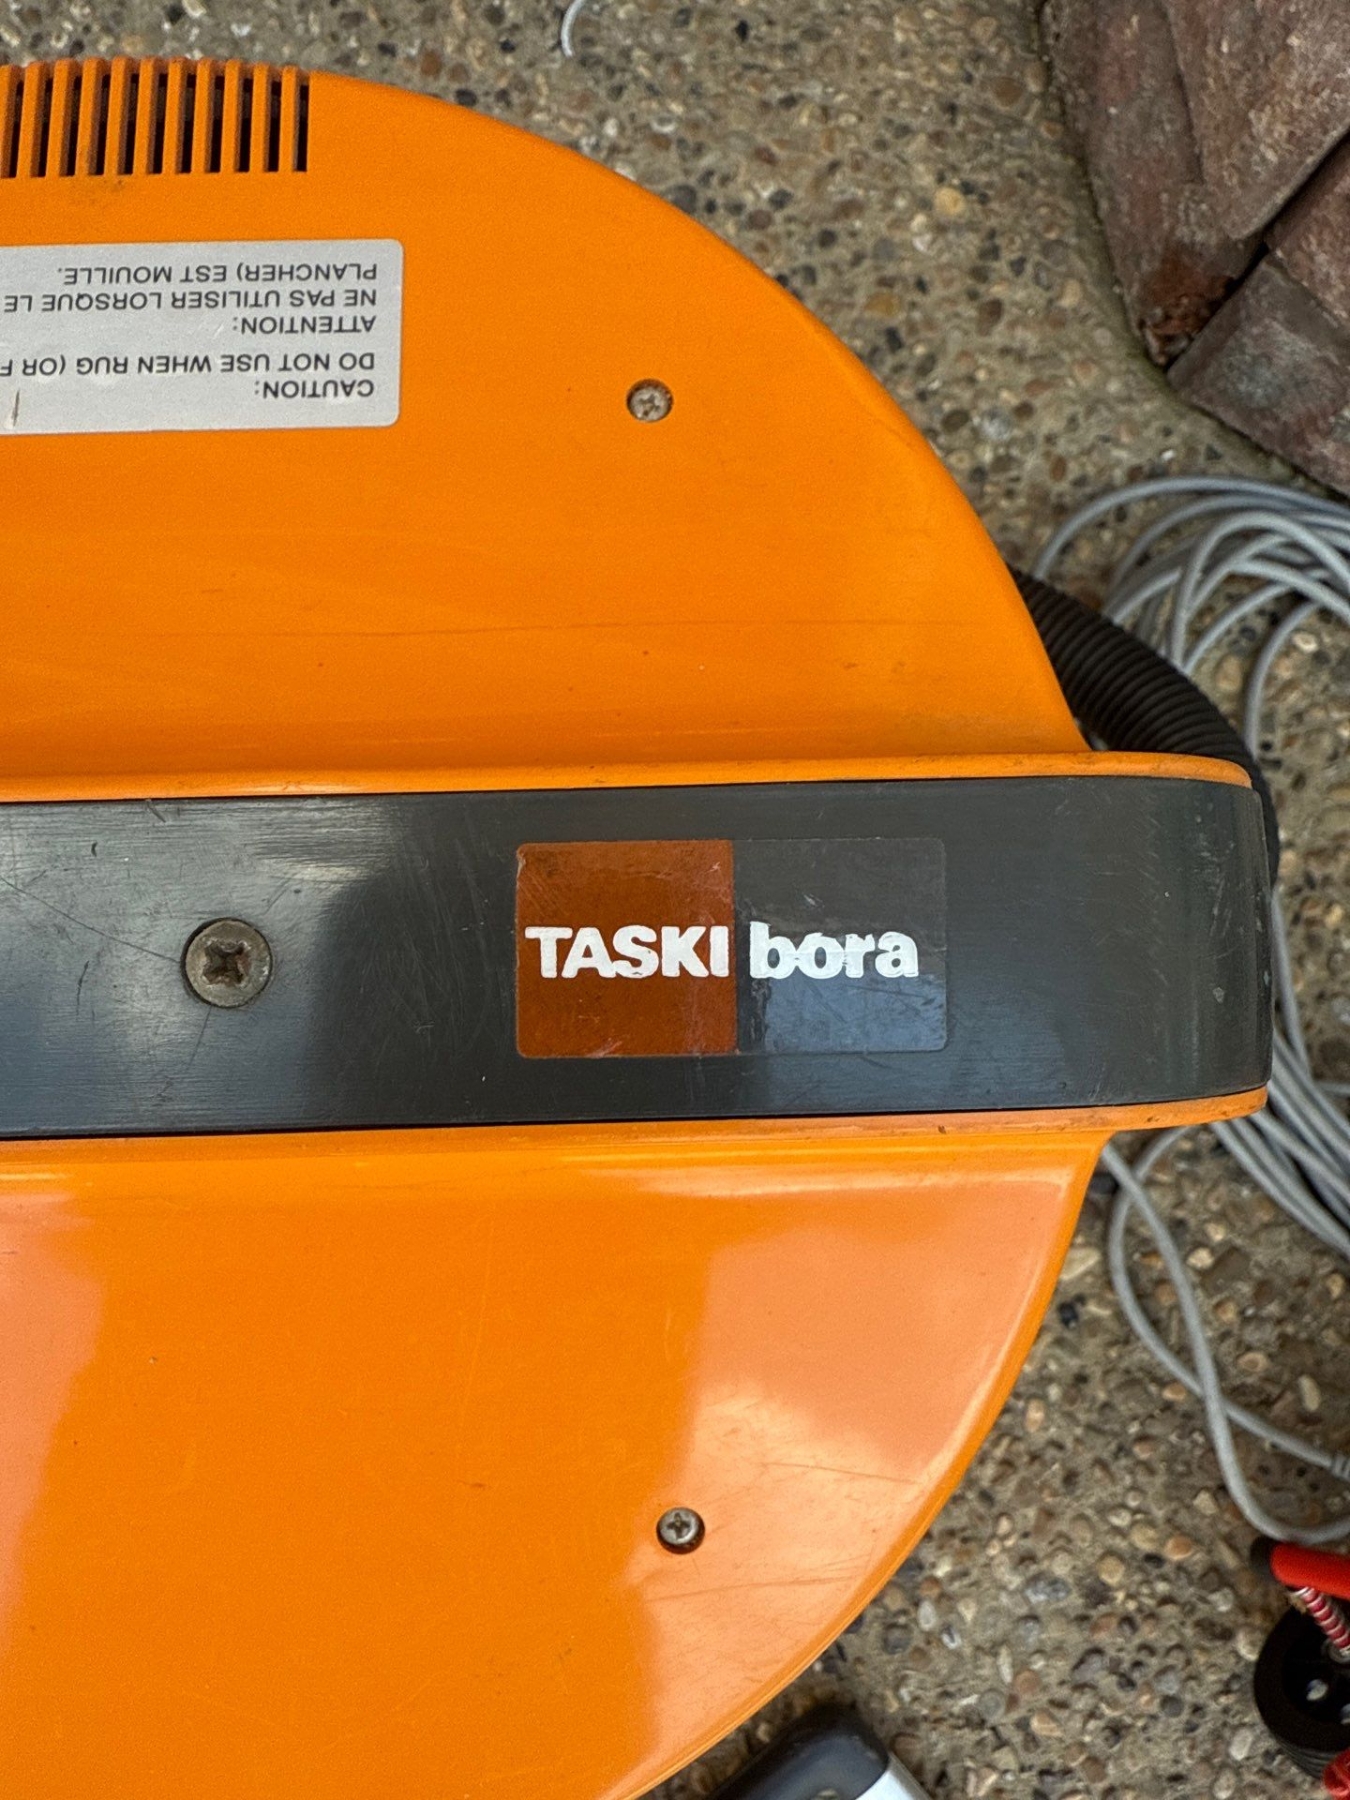 CAUTION:
DO NOT USE WHEN RUG (OR
ATTENTION:
NE PAS UTILISER LORSQUE LE
PLANCHER) EST MOUILLE.
TASKI bora